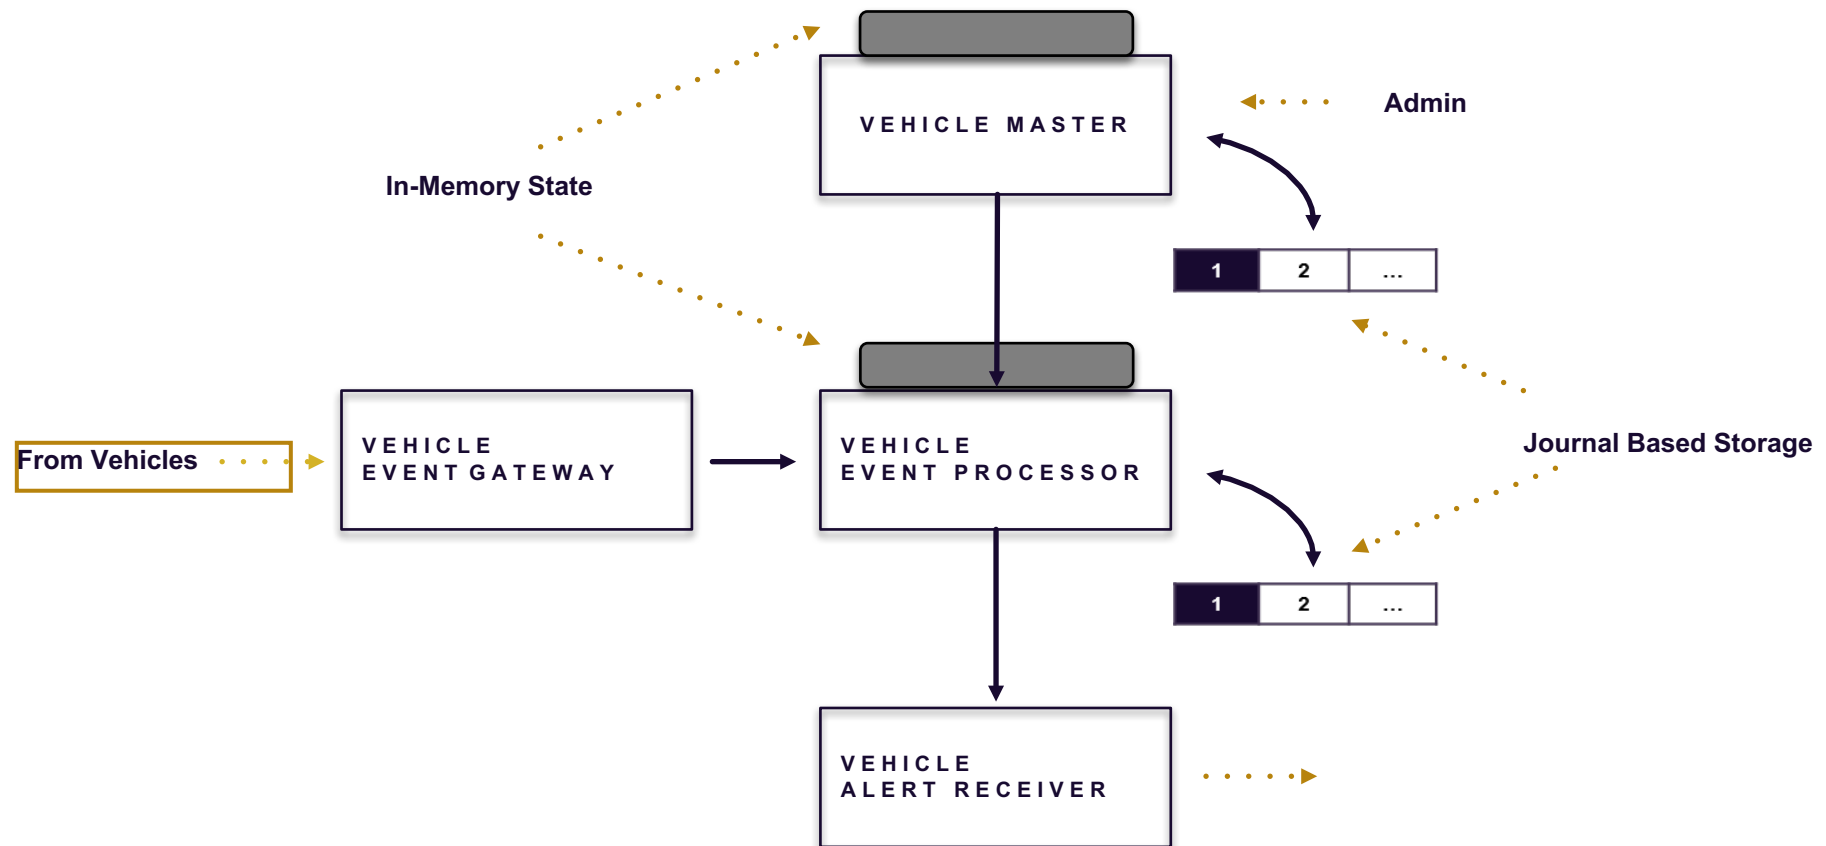 VEHICLE MASTER
Admin
In-Memory State
1 2 ...
From Vehicles
VEHICLE
EVENT GATEWAY
VEHICLE
EVENT PROCESSOR
Journal Based Storage
1 2 ...
VEHICLE
ALERT RECEIVER